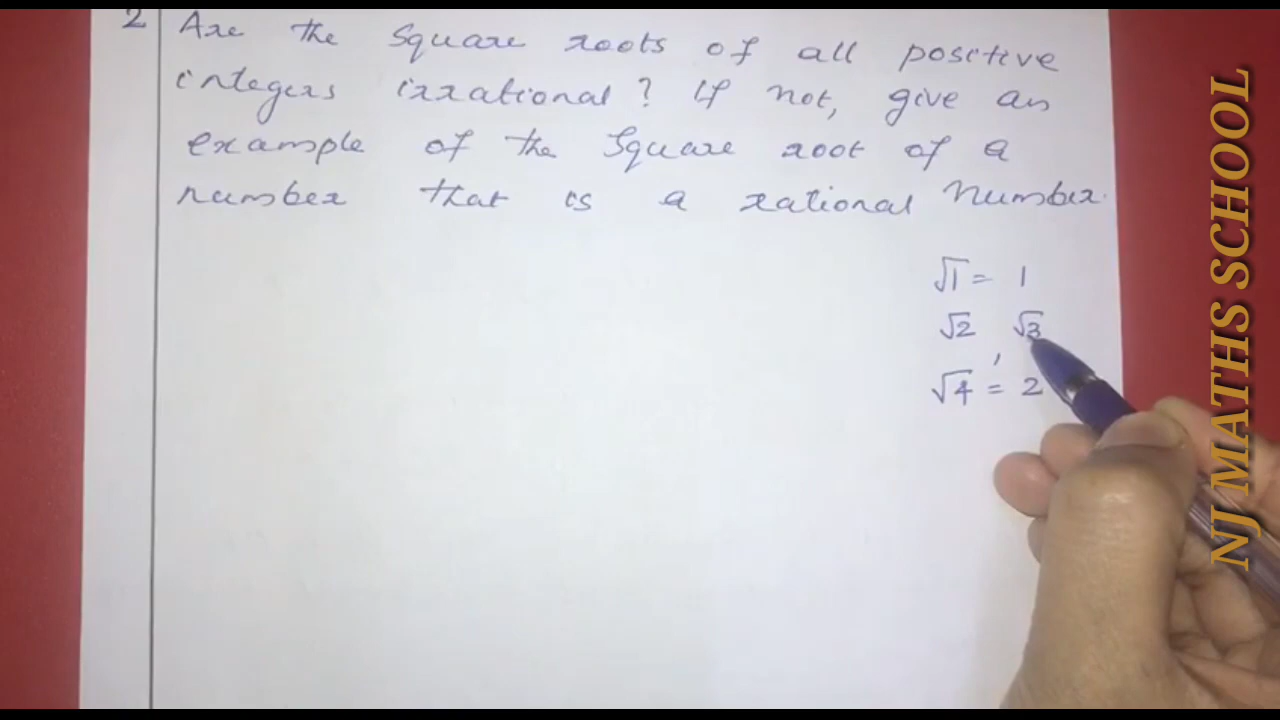 2 Are the Square roots of all positive
integers irrational? If not, give an
example of the Square root of a
number that is a rational Number.
√1 = 1
√2 , √3
√4 = 2
NJ MATHS SCHOOL